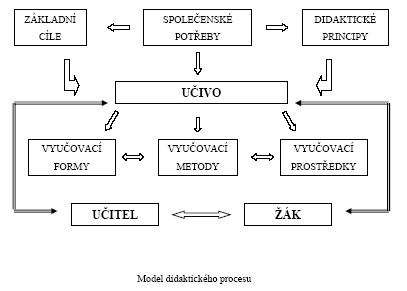 ZÁKLADNÍ
CÍLE
SPOLEČENSKÉ
POTŘEBY
DIDAKTICKÉ
PRINCIPY
UČIVO
VYUČOVACÍ
FORMY
VYUČOVACÍ
METODY
VYUČOVACÍ
PROSTŘEDKY
UČITEL
ŽÁK
Model didaktického procesu